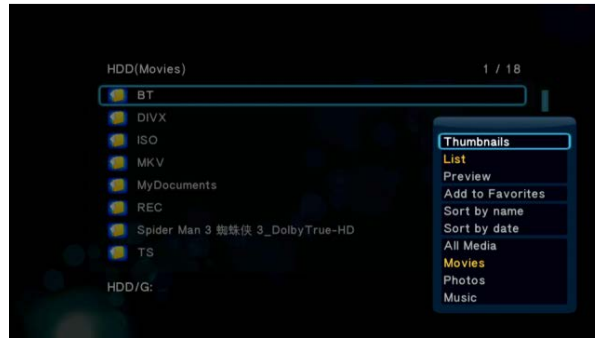 HDD(Movies) 1 / 18
BT
DIVX
ISO
MKV
MyDocuments
REC
Spider Man 3 蜘蛛侠 3_DolbyTrue-HD
TS
HDD/G:
Thumbnails
List
Preview
Add to Favorites
Sort by name
Sort by date
All Media
Movies
Photos
Music